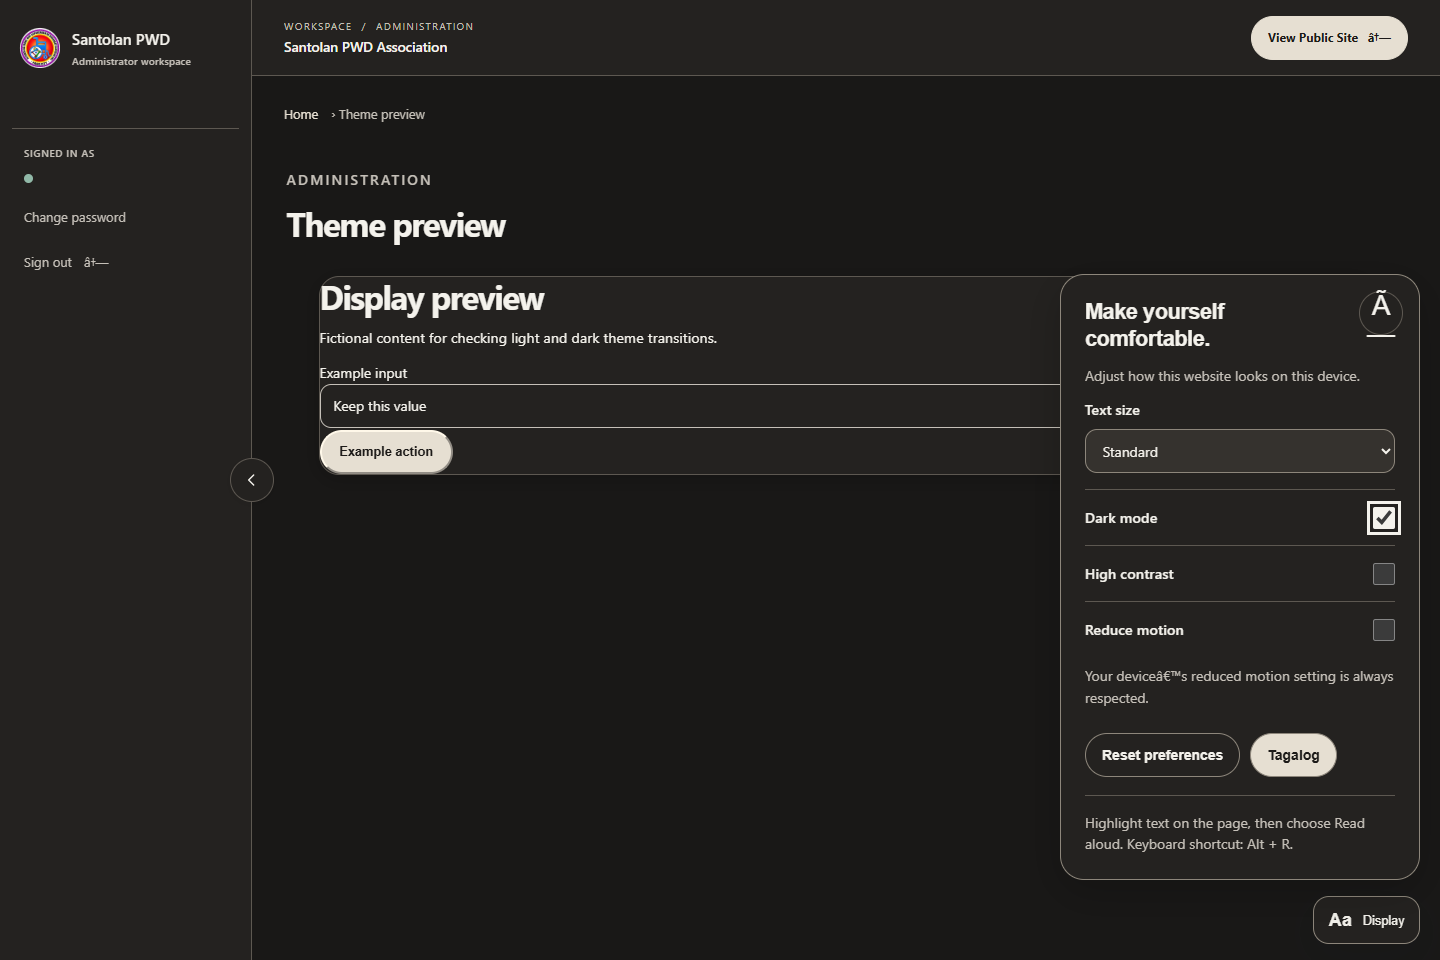 Santolan PWD
Administrator workspace
SIGNED IN AS
Change password
Sign out â†—
WORKSPACE / ADMINISTRATION
Santolan PWD Association
View Public Site â†—
Home › Theme preview
ADMINISTRATION
Theme preview
Display preview
Fictional content for checking light and dark theme transitions.
Example input
Keep this value
Example action
Make yourself
comfortable.
Ã
Adjust how this website looks on this device.
Text size
Standard
Dark mode
High contrast
Reduce motion
Your deviceâ€™s reduced motion setting is always
respected.
Reset preferences
Tagalog
Highlight text on the page, then choose Read
aloud. Keyboard shortcut: Alt + R.
Aa Display